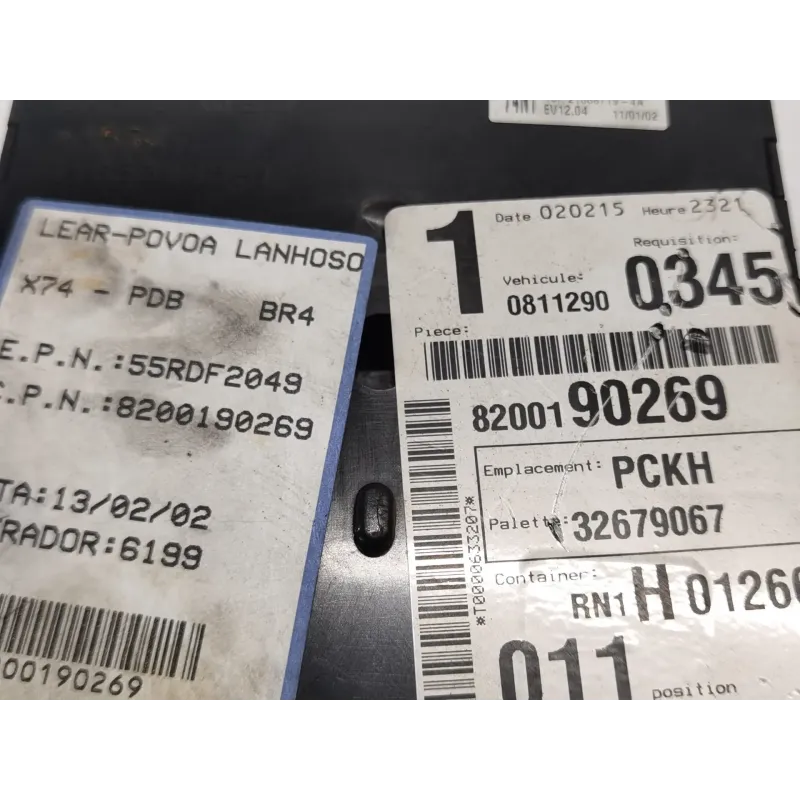 EV12.04 11/01/02
LEAR-POVOA LANHOSO
X74 - PDB BR4
E.P.N.:55RDF2049
C.P.N.:8200190269
TA:13/02/02
RADOR:6199
00190269
1 Date 020215 Heure 2321
Requisition:
Vehicule: 0811290 0345
Piece:
8200190269
Emplacement: PCKH
Palette: 32679067
*T0000633207*
Container:
RN1 H 0126
011 position